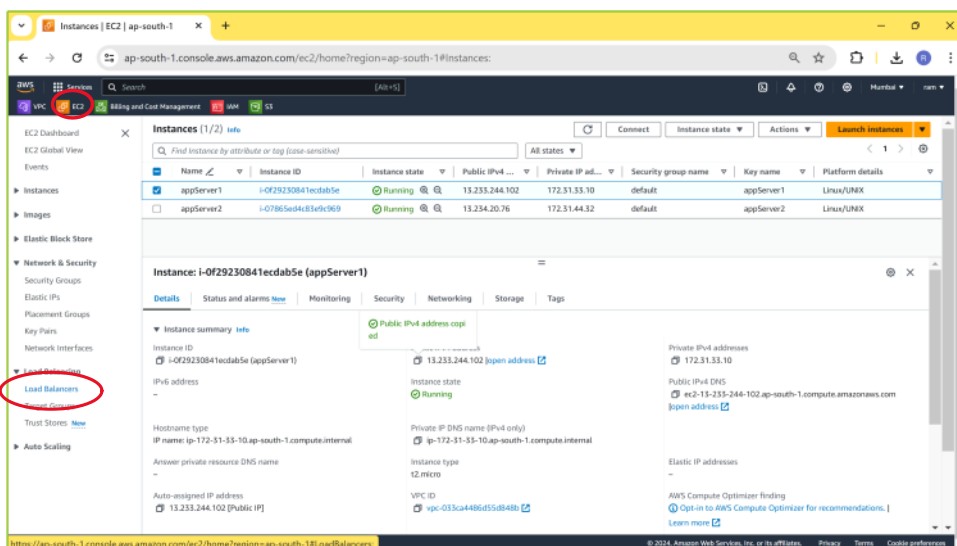 Instances | EC2 | ap-south-1
ap-south-1.console.aws.amazon.com/ec2/home?region=ap-south-1#Instances:
R
aws Services Search [Alt+S] Mumbai ram
VPC EC2 Billing and Cost Management IAM S3
EC2 Dashboard
EC2 Global View
Events
Instances
Images
Elastic Block Store
Network & Security
Security Groups
Elastic IPs
Placement Groups
Key Pairs
Network Interfaces
Load Balancing
Load Balancers
Target Groups
Trust Stores New
Auto Scaling
Instances (1/2) Info
Connect Instance state Actions Launch instances
Find Instance by attribute or tag (case-sensitive) All states 1
Name Instance ID Instance state Public IPv4 ... Private IP ad... Security group name Key name Platform details
appServer1 i-0f29230841ecdab5e Running 13.233.244.102 172.31.33.10 default appServer1 Linux/UNIX
appServer2 i-07865ed4c83e9c969 Running 13.234.20.76 172.31.44.32 default appServer2 Linux/UNIX
Instance: i-0f29230841ecdab5e (appServer1)
Details Status and alarms New Monitoring Security Networking Storage Tags
Public IPv4 address copi
ed
Instance summary Info
Instance ID
i-0f29230841ecdab5e (appServer1)
13.233.244.102 |open address
Private IPv4 addresses
172.31.33.10
IPv6 address
–
Instance state
Running
Public IPv4 DNS
ec2-13-233-244-102.ap-south-1.compute.amazonaws.com
|open address
Hostname type
IP name: ip-172-31-33-10.ap-south-1.compute.internal
Private IP DNS name (IPv4 only)
ip-172-31-33-10.ap-south-1.compute.internal
Answer private resource DNS name
–
Instance type
t2.micro
Elastic IP addresses
–
Auto-assigned IP address
13.233.244.102 [Public IP]
VPC ID
vpc-033ca4486d55d848b
AWS Compute Optimizer finding
Opt-in to AWS Compute Optimizer for recommendations. |
Learn more
https://ap-south-1.console.aws.amazon.com/ec2/home?region=ap-south-1#LoadBalancers:
© 2024, Amazon Web Services, Inc. or its affiliates. Privacy Terms Cookie preferences